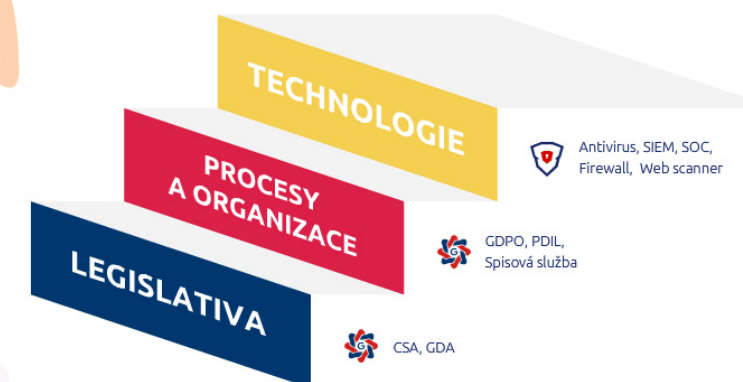 TECHNOLOGIE
Antivirus, SIEM, SOC,
Firewall, Web scanner
PROCESY
A ORGANIZACE
GDPO, PDIL,
Spisová služba
LEGISLATIVA
CSA, GDA